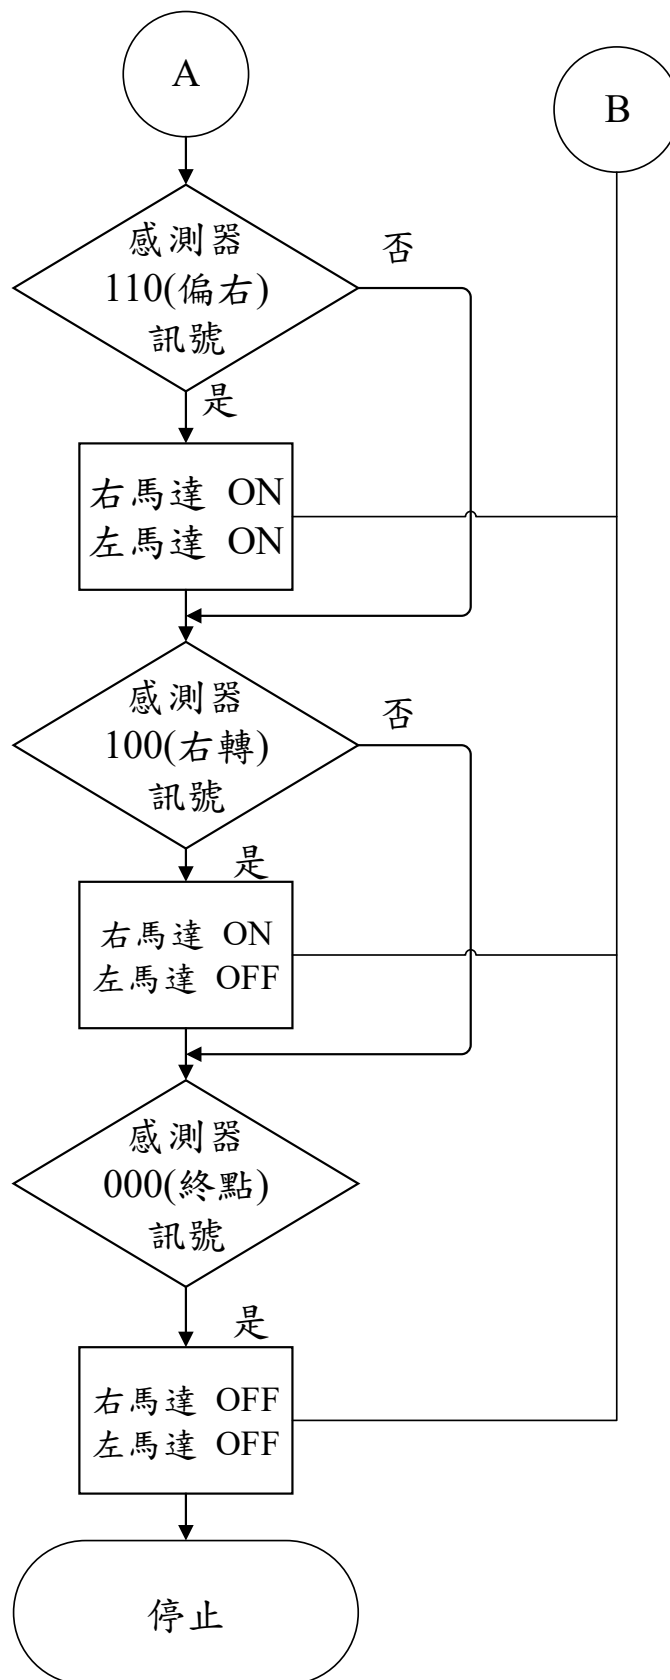 A
B
感測器
110(偏右)
訊號
否
是
右馬達 ON
左馬達 ON
感測器
100(右轉)
訊號
否
是
右馬達 ON
左馬達 OFF
感測器
000(終點)
訊號
是
右馬達 OFF
左馬達 OFF
停止